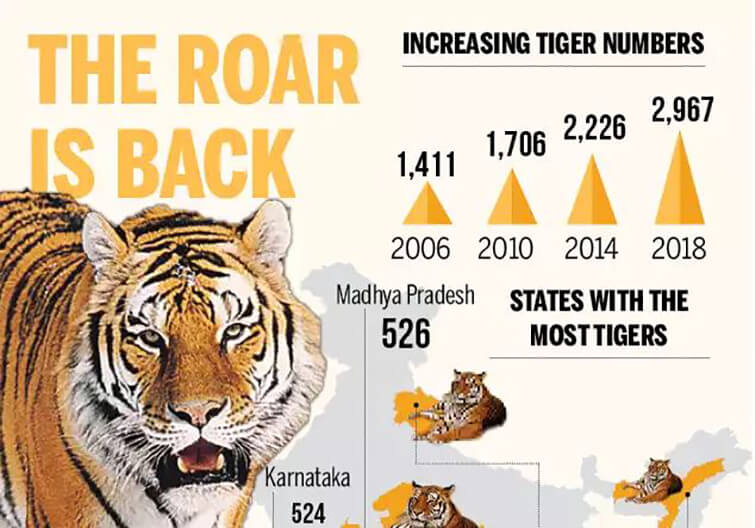 THE ROAR
IS BACK
INCREASING TIGER NUMBERS
1,411 1,706 2,226 2,967
2006 2010 2014 2018
STATES WITH THE
MOST TIGERS
Madhya Pradesh
526
Karnataka
524